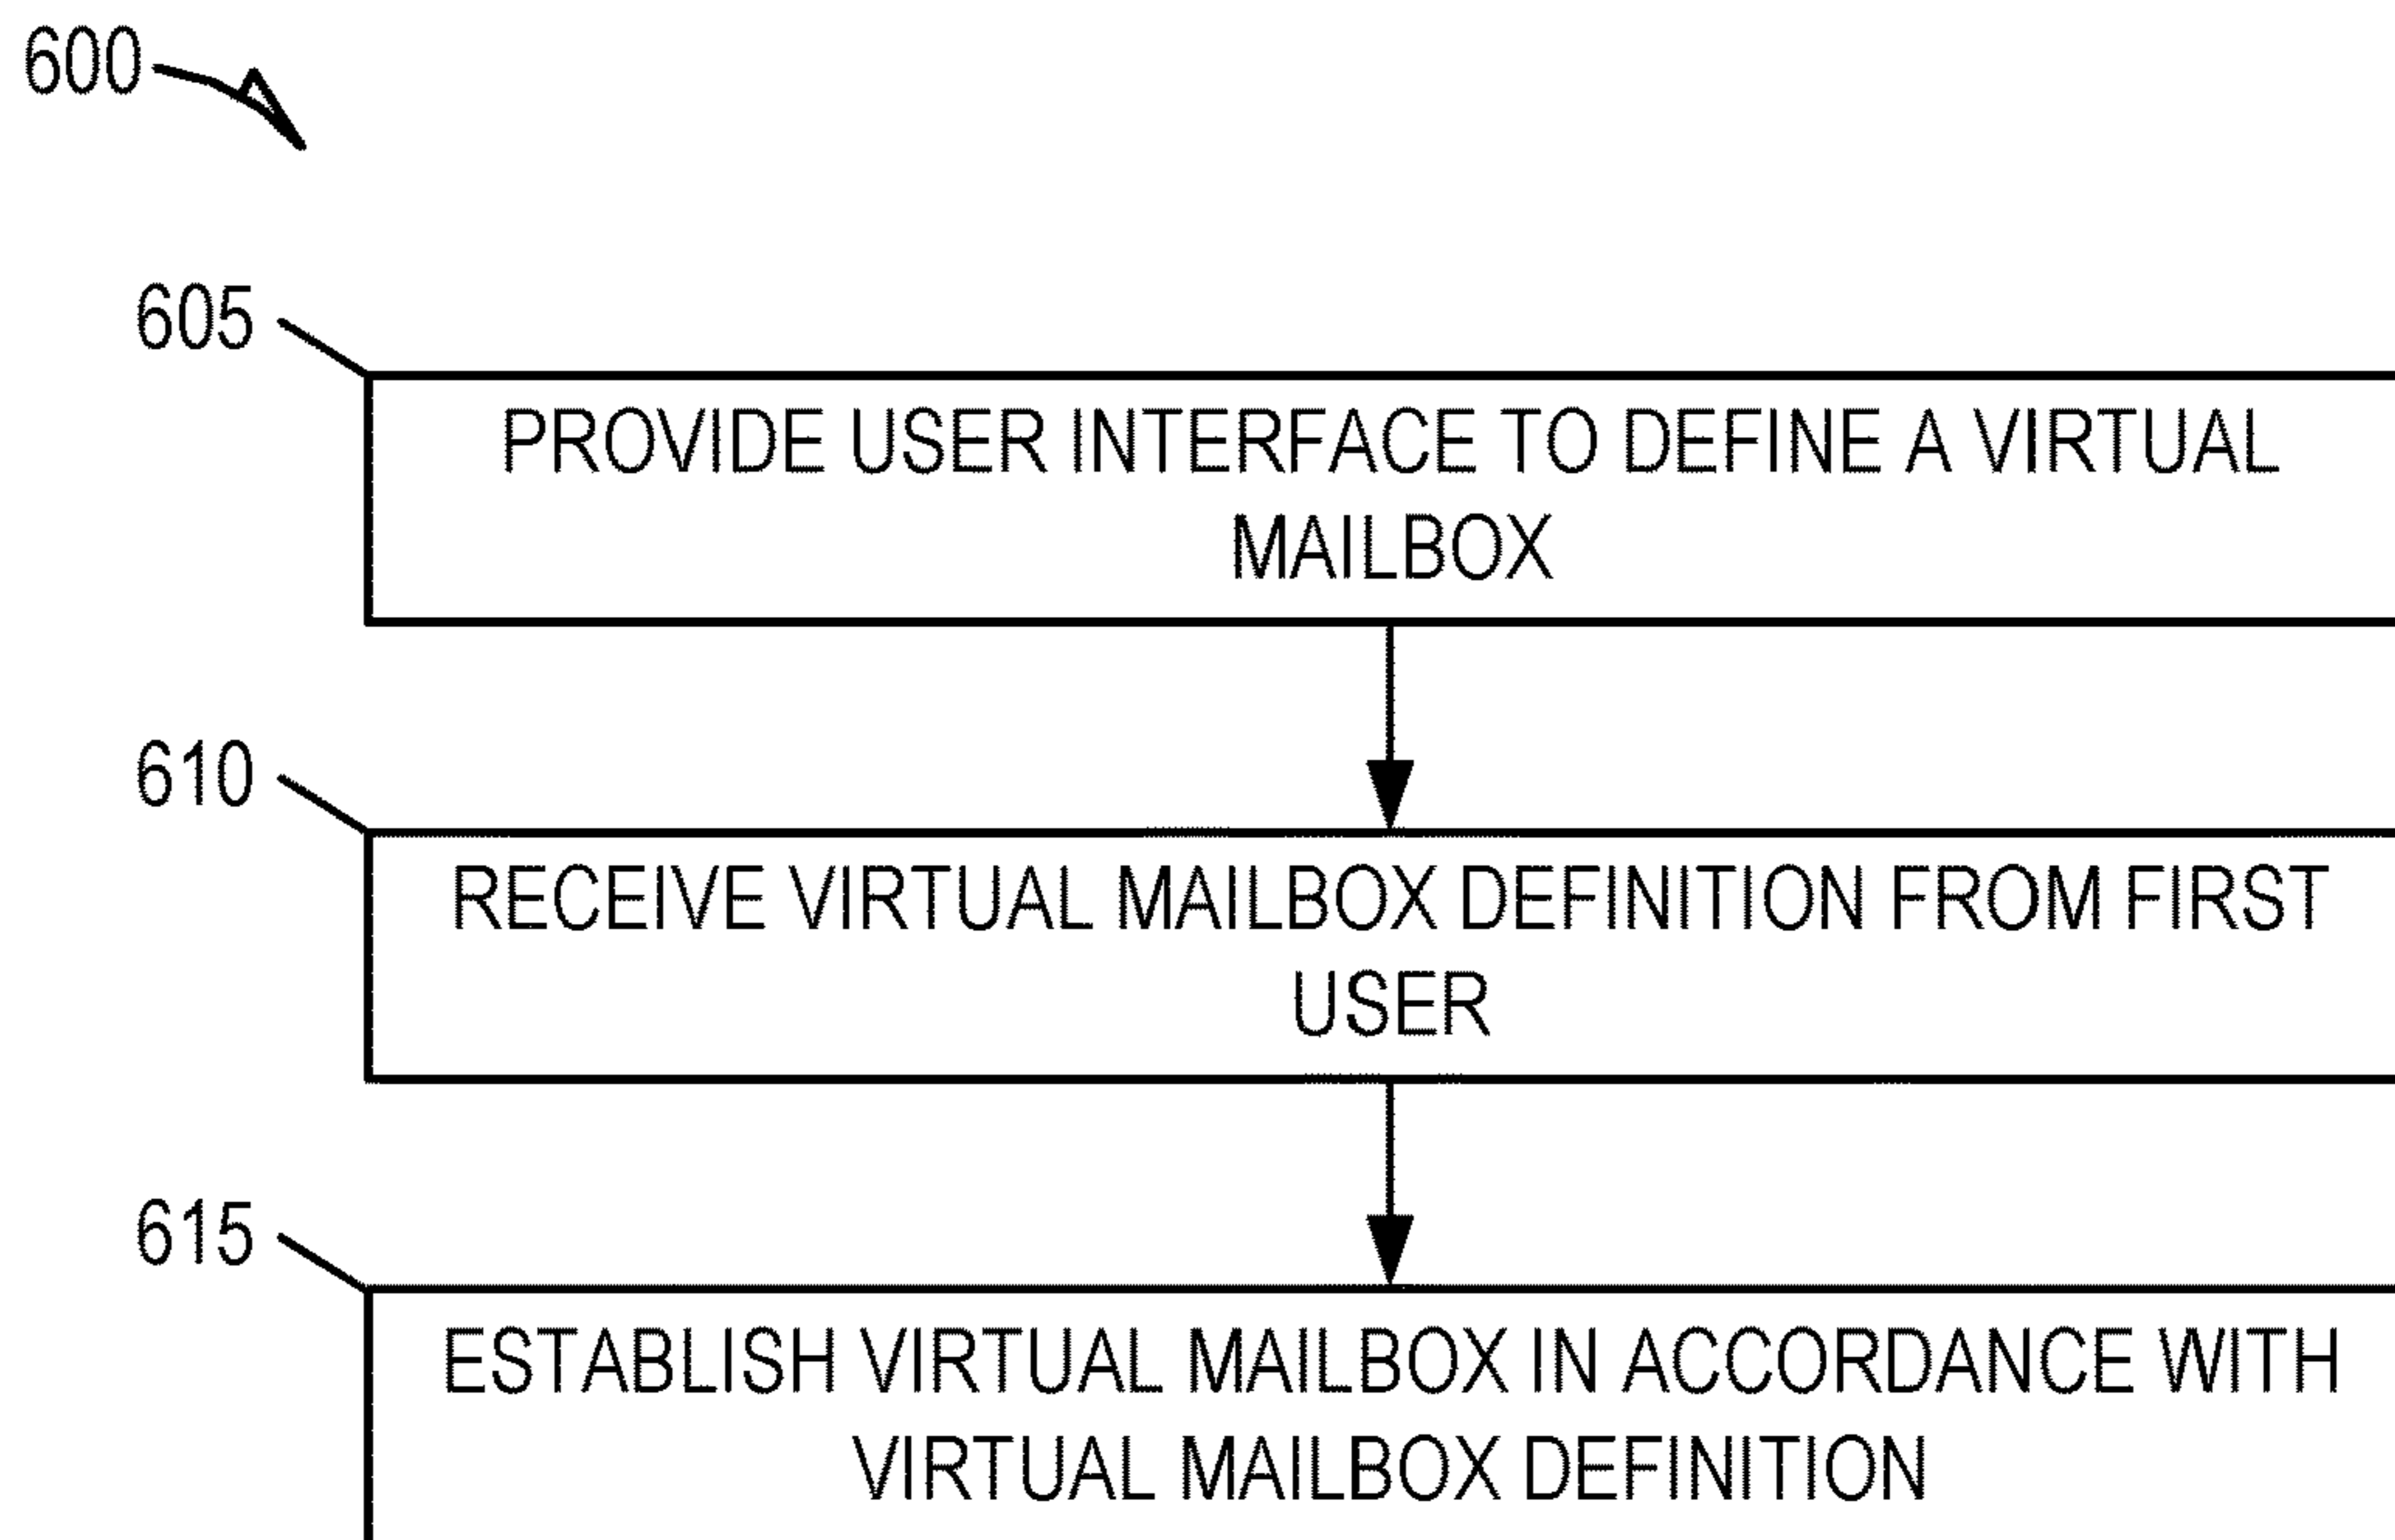 600
605
PROVIDE USER INTERFACE TO DEFINE A VIRTUAL
MAILBOX
610
RECEIVE VIRTUAL MAILBOX DEFINITION FROM FIRST
USER
615
ESTABLISH VIRTUAL MAILBOX IN ACCORDANCE WITH
VIRTUAL MAILBOX DEFINITION